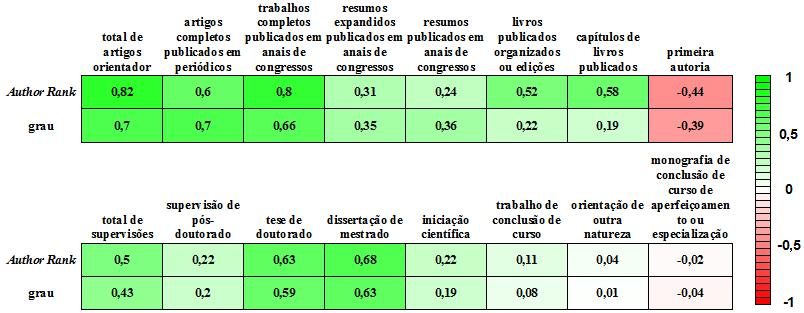 total de artigos orientador
artigos completos publicados em periódicos
trabalhos completos publicados em anais de congressos
resumos expandidos publicados em anais de congressos
resumos publicados em anais de congressos
livros publicados organizados ou edições
capítulos de livros publicados
primeira autoria
Author Rank 0,82 0,6 0,8 0,31 0,24 0,52 0,58 -0,44
grau 0,7 0,7 0,66 0,35 0,36 0,22 0,19 -0,39
total de supervisões
supervisão de pós-doutorado
tese de doutorado
dissertação de mestrado
iniciação científica
trabalho de conclusão de curso
orientação de outra natureza
monografia de conclusão de curso de aperfeiçoamento ou especialização
Author Rank 0,5 0,22 0,63 0,68 0,22 0,11 0,04 -0,02
grau 0,43 0,2 0,59 0,63 0,19 0,08 0,01 -0,04
1
0,5
0
-0,5
-1